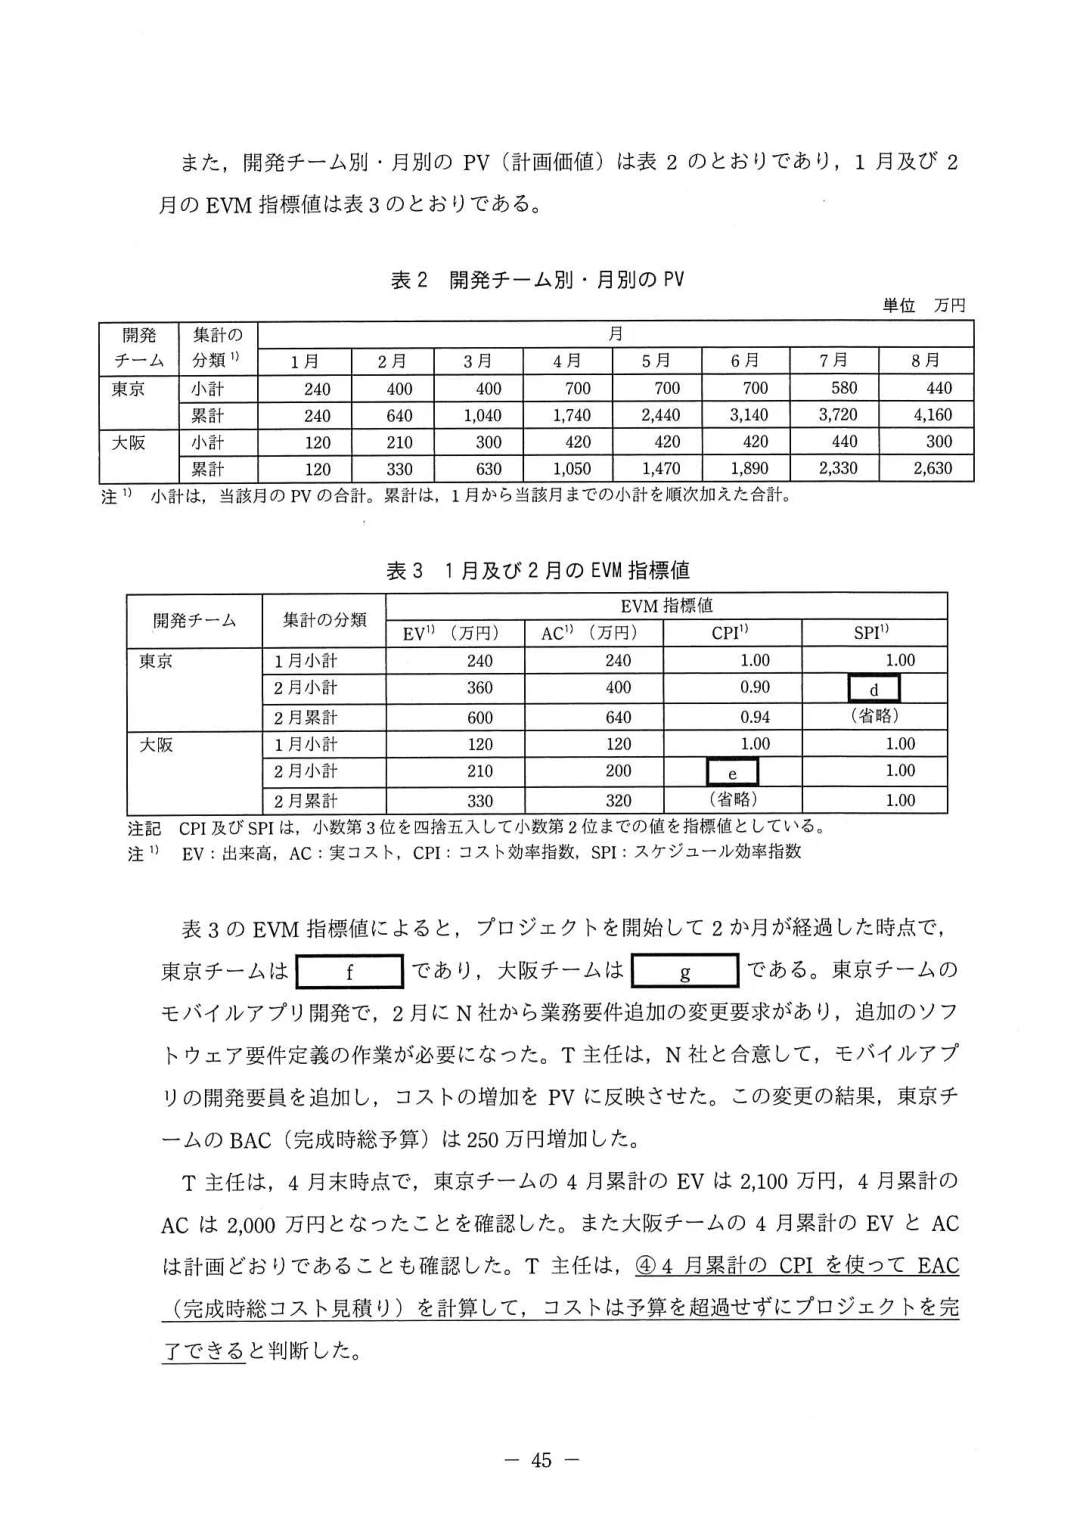 また，開発チーム別・月別の PV（計画価値）は表 2 のとおりであり，1 月及び 2
月の EVM 指標値は表 3 のとおりである。
表 2　開発チーム別・月別の PV
単位　万円
開発チーム 集計の分類1) 月
1 月 2 月 3 月 4 月 5 月 6 月 7 月 8 月
東京 小計 240 400 400 700 700 700 580 440
累計 240 640 1,040 1,740 2,440 3,140 3,720 4,160
大阪 小計 120 210 300 420 420 420 440 300
累計 120 330 630 1,050 1,470 1,890 2,330 2,630
注1)　小計は，当該月の PV の合計。累計は，1 月から当該月までの小計を順次加えた合計。
表 3　1 月及び 2 月の EVM 指標値
開発チーム 集計の分類 EVM 指標値
EV1)（万円） AC1)（万円） CPI1) SPI1)
東京 1 月小計 240 240 1.00 1.00
2 月小計 360 400 0.90 d
2 月累計 600 640 0.94 （省略）
大阪 1 月小計 120 120 1.00 1.00
2 月小計 210 200 e 1.00
2 月累計 330 320 （省略） 1.00
注記　CPI 及び SPI は，小数第 3 位を四捨五入して小数第 2 位までの値を指標値としている。
注1)　EV：出来高，AC：実コスト，CPI：コスト効率指数，SPI：スケジュール効率指数
表 3 の EVM 指標値によると，プロジェクトを開始して 2 か月が経過した時点で，
東京チームは f であり，大阪チームは g である。東京チームの
モバイルアプリ開発で，2 月に N 社から業務要件追加の変更要求があり，追加のソフ
トウェア要件定義の作業が必要になった。T 主任は，N 社と合意して，モバイルアプ
リの開発要員を追加し，コストの増加を PV に反映させた。この変更の結果，東京チ
ームの BAC（完成時総予算）は 250 万円増加した。
T 主任は，4 月末時点で，東京チームの 4 月累計の EV は 2,100 万円，4 月累計の
AC は 2,000 万円となったことを確認した。また大阪チームの 4 月累計の EV と AC
は計画どおりであることも確認した。T 主任は，④4 月累計の CPI を使って EAC
（完成時総コスト見積り）を計算して，コストは予算を超過せずにプロジェクトを完
了できると判断した。
― 45 ―